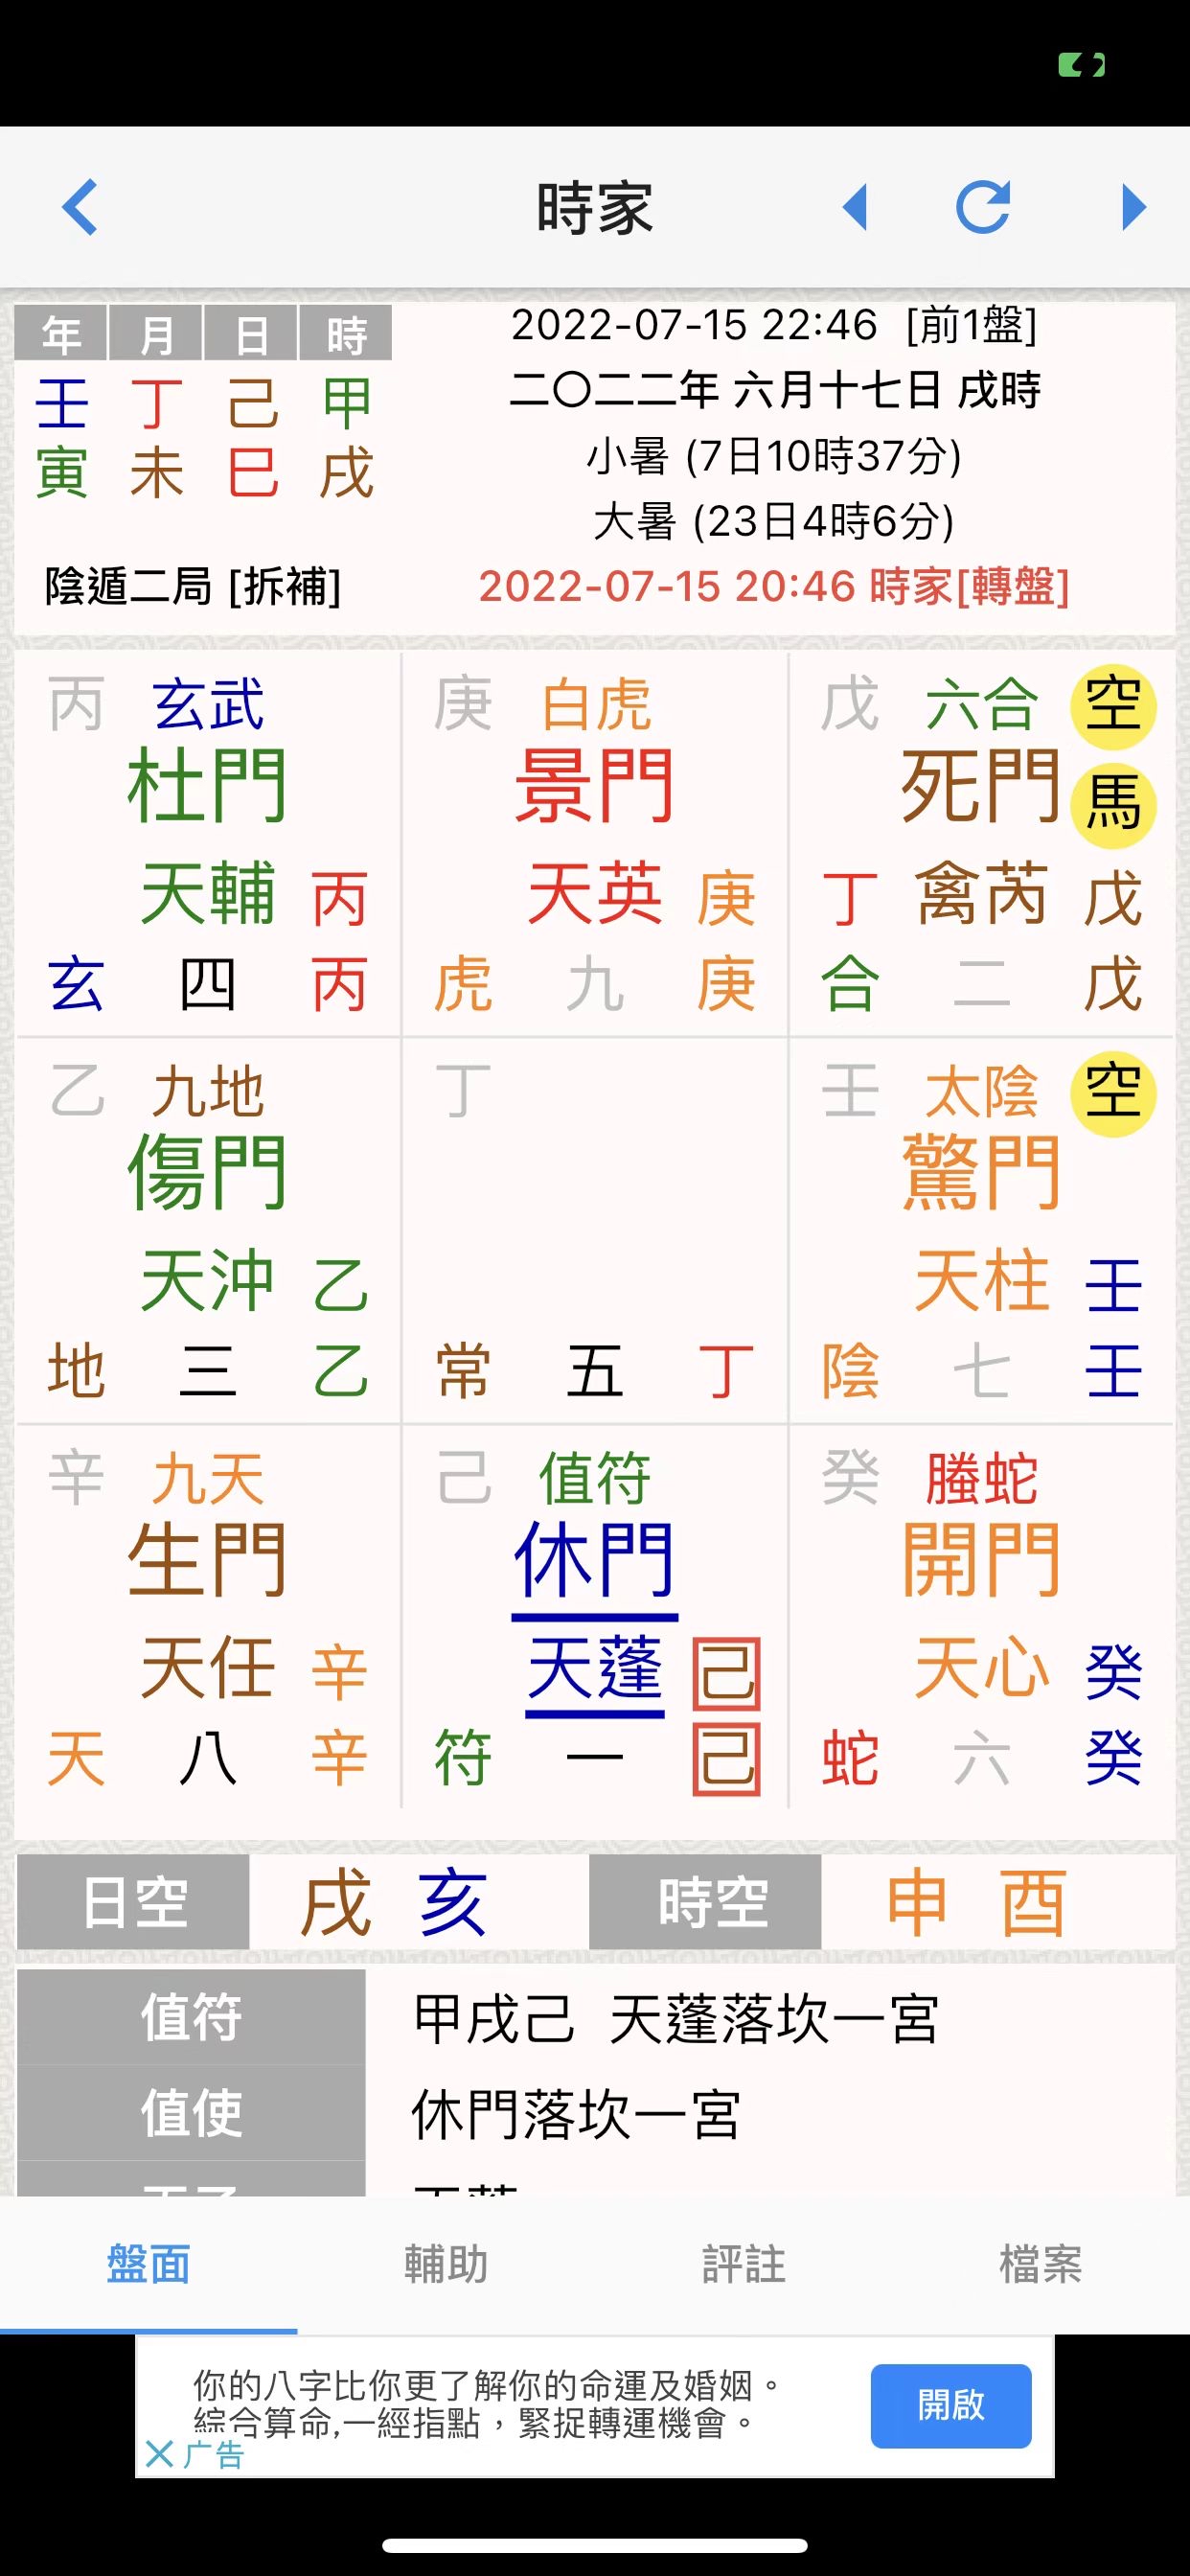 時家
年 月 日 時
壬 丁 己 甲
寅 未 巳 戌
2022-07-15 22:46 [前1盤]
二〇二二年 六月十七日 戌時
小暑 (7日10時37分)
大暑 (23日4時6分)
陰遁二局 [拆補]
2022-07-15 20:46 時家[轉盤]
丙 玄武
杜門
天輔 丙
玄 四 丙
庚 白虎
景門
天英 庚
虎 九 庚
戊 六合 空
死門 馬
丁 禽芮 戊
合 二 戊
乙 九地
傷門
天沖 乙
地 三 乙
丁
常 五 丁
壬 太陰 空
驚門
天柱 壬
陰 七 壬
辛 九天
生門
天任 辛
天 八 辛
己 值符
休門
天蓬 己
符 一 己
癸 螣蛇
開門
天心 癸
蛇 六 癸
日空 戌 亥 時空 申 酉
值符 甲戌己 天蓬落坎一宮
值使 休門落坎一宮
盤面 輔助 評註 檔案
你的八字比你更了解你的命運及婚姻。
綜合算命,一經指點，緊捉轉運機會。
广告
開啟